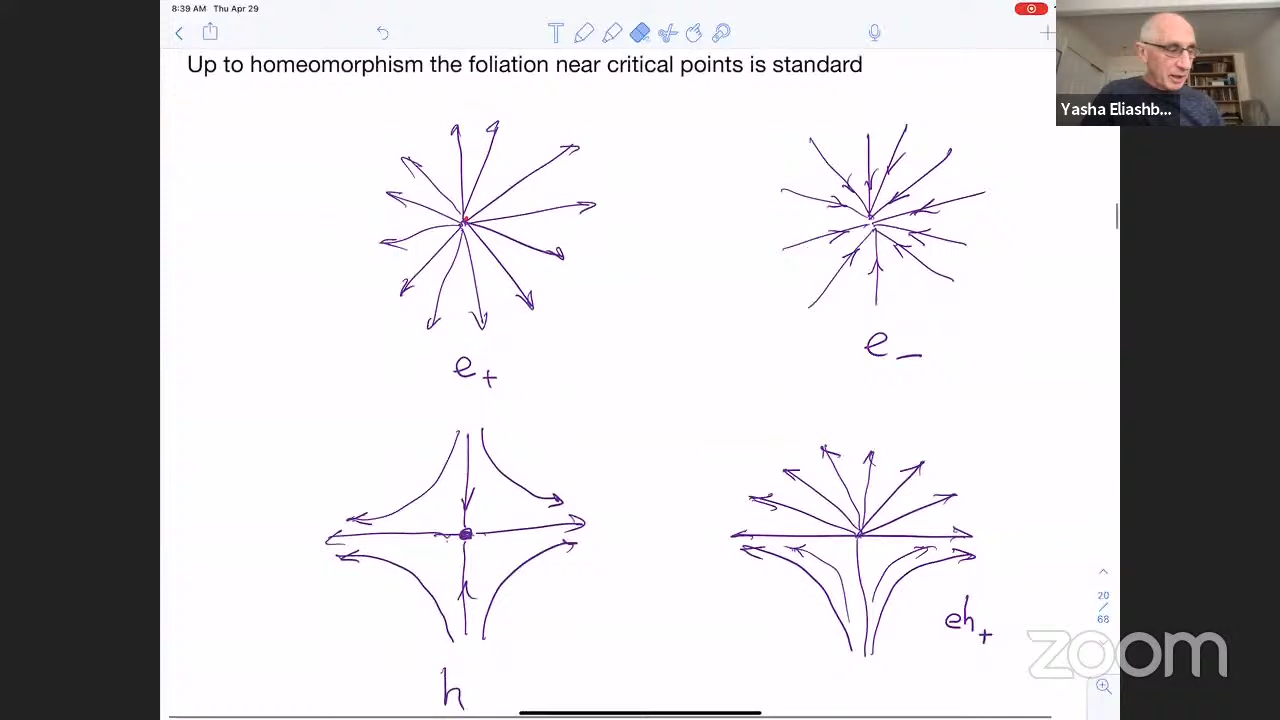 8:39 AM Thu Apr 29
Up to homeomorphism the foliation near critical points is standard
Yasha Eliashb...
e+
e−
h
eh+
20
/
68
zoom